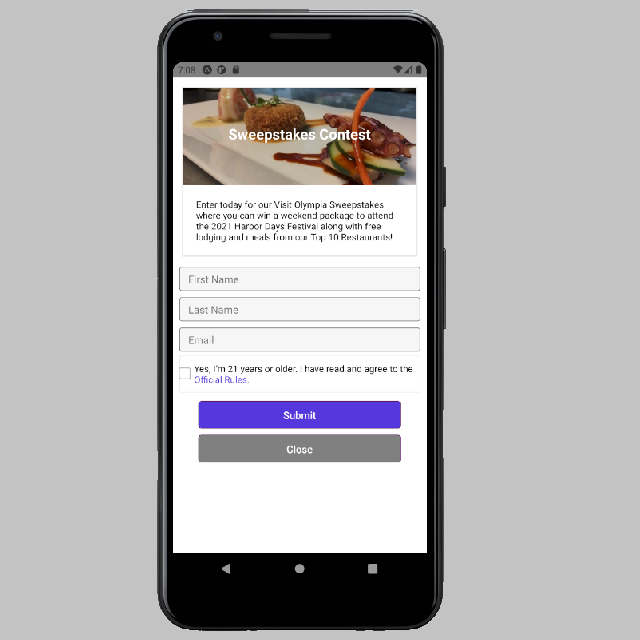 7:06
Sweepstakes Contest
Enter today for our Visit Olympia Sweepstakes
where you can win a weekend package to attend
the 2021 Harbor Days Festival along with free
lodging and meals from our Top 10 Restaurants!
First Name
Last Name
Email
Yes, I'm 21 years or older. I have read and agree to the
Official Rules.
Submit
Close